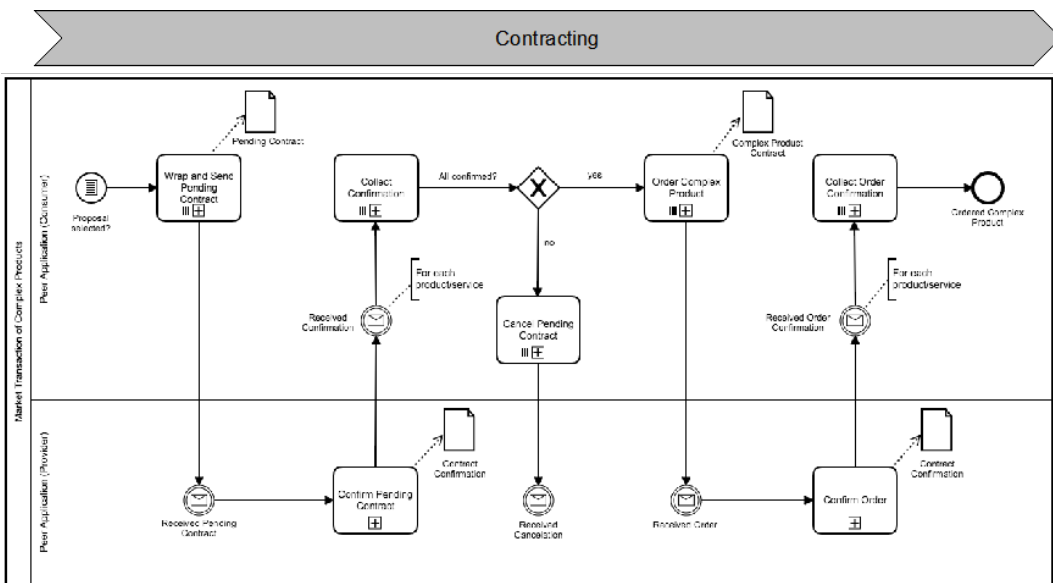 Contracting
Market Transaction of Complex Products
Peer Application (Consumer)
Pending Contract
Complex Product
Contract
Wrap and Send
Pending
Contract
Collect
Confirmation
All confirmed?
X
yes
Order Complex
Product
Collect Order
Confirmation
Proposal
selected?
Ordered Complex
Product
no
For each
product/service
For each
product/service
Received
Confirmation
Cancel Pending
Contract
Received Order
Confirmation
Peer Application (Provider)
Contract
Confirmation
Contract
Confirmation
Confirm Pending
Contract
Confirm Order
Received Pending
Contract
Received
Cancelation
Received Order